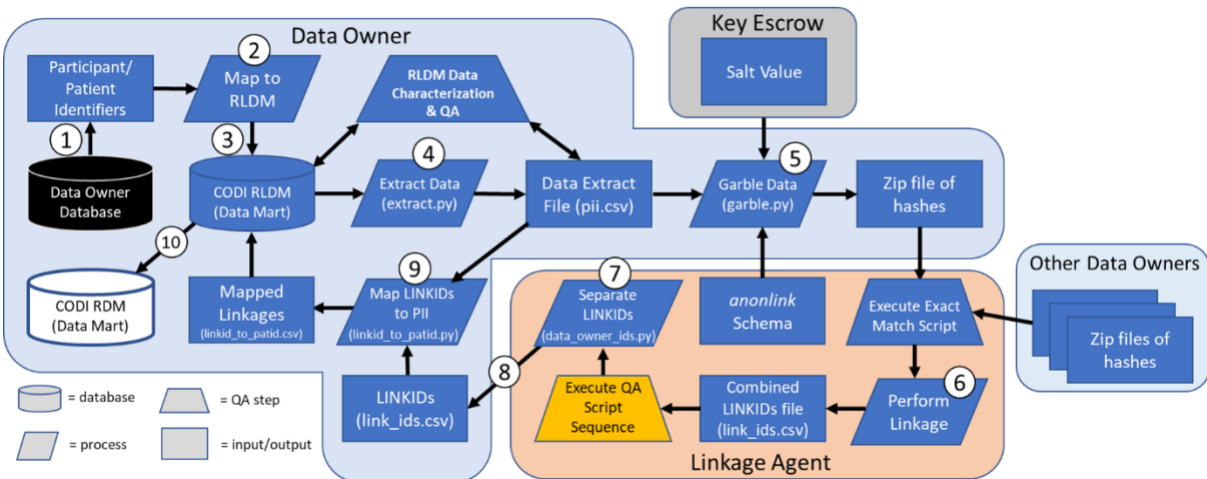 Data Owner
Key Escrow
Salt Value
Participant/
Patient
Identifiers
2
Map to
RLDM
RLDM Data
Characterization
& QA
1
3
4
5
Data Owner
Database
CODI RLDM
(Data Mart)
Extract Data
(extract.py)
Data Extract
File (pii.csv)
Garble Data
(garble.py)
Zip file of
hashes
10
CODI RDM
(Data Mart)
Mapped
Linkages
(linkid_to_patid.csv)
9
Map LINKIDs
to PII
(linkid_to_patid.py)
7
Separate
LINKIDs
(data_owner_ids.py)
anonlink
Schema
Execute Exact
Match Script
Other Data Owners
Zip files of
hashes
8
LINKIDs
(link_ids.csv)
Execute QA
Script
Sequence
Combined
LINKIDs file
(link_ids.csv)
6
Perform
Linkage
Linkage Agent
= database
= QA step
= process
= input/output